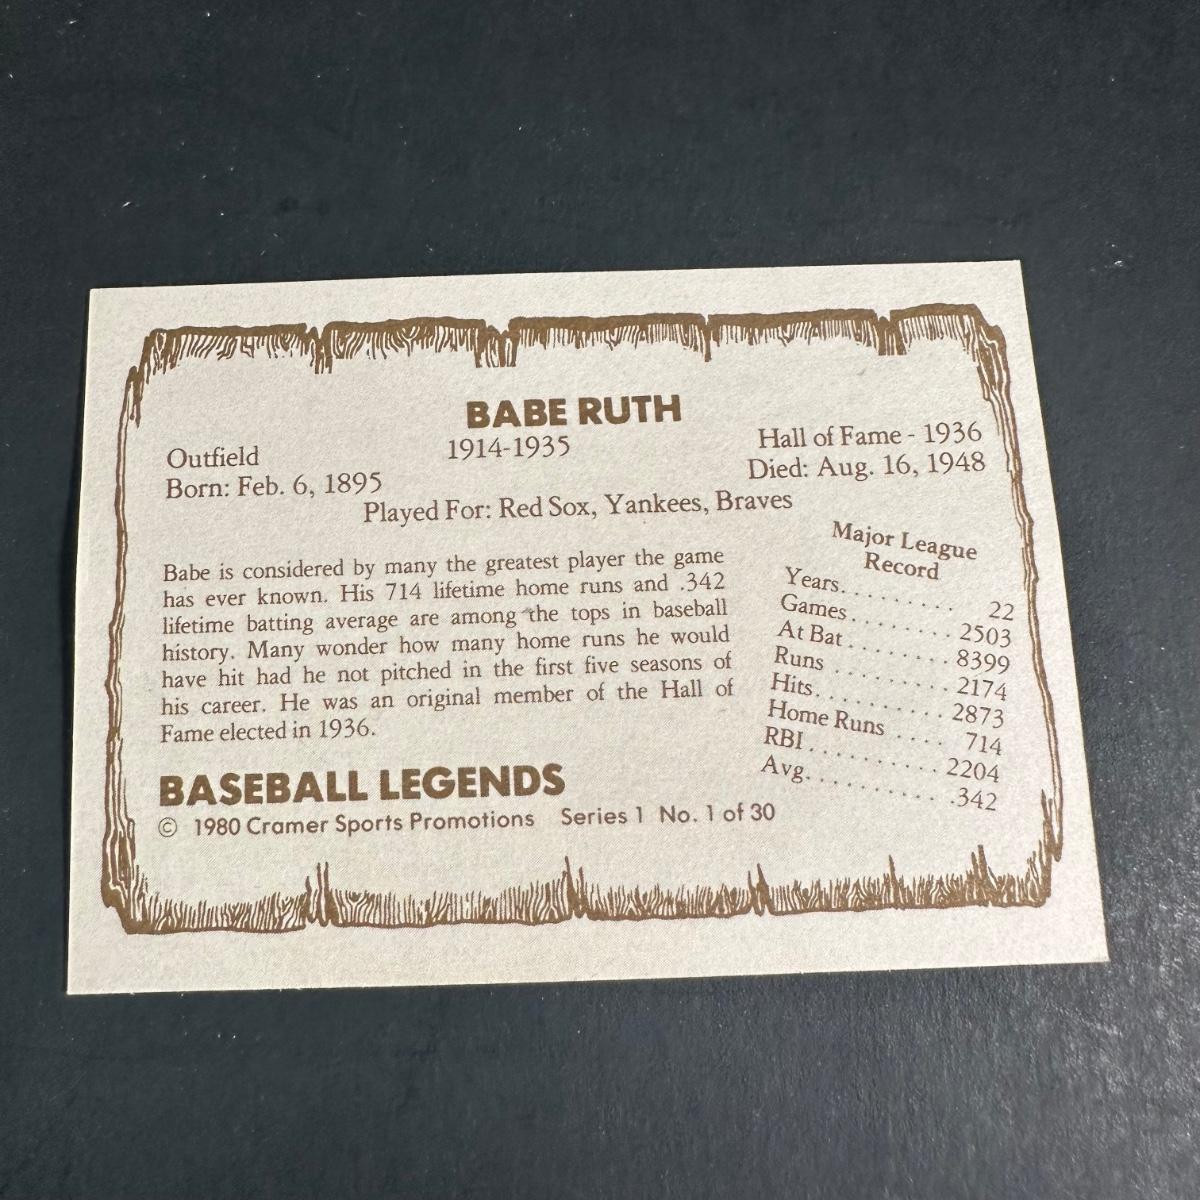 BABE RUTH
Outfield 1914-1935 Hall of Fame - 1936
Born: Feb. 6, 1895 Died: Aug. 16, 1948
Played For: Red Sox, Yankees, Braves
Babe is considered by many the greatest player the game
has ever known. His 714 lifetime home runs and .342
lifetime batting average are among the tops in baseball
history. Many wonder how many home runs he would
have hit had he not pitched in the first five seasons of
his career. He was an original member of the Hall of
Fame elected in 1936.
Major League
Record
Years......... 22
Games........ 2503
At Bat........ 8399
Runs ......... 2174
Hits.......... 2873
Home Runs .... 714
RBI .......... 2204
Avg........... .342
BASEBALL LEGENDS
© 1980 Cramer Sports Promotions Series 1 No. 1 of 30